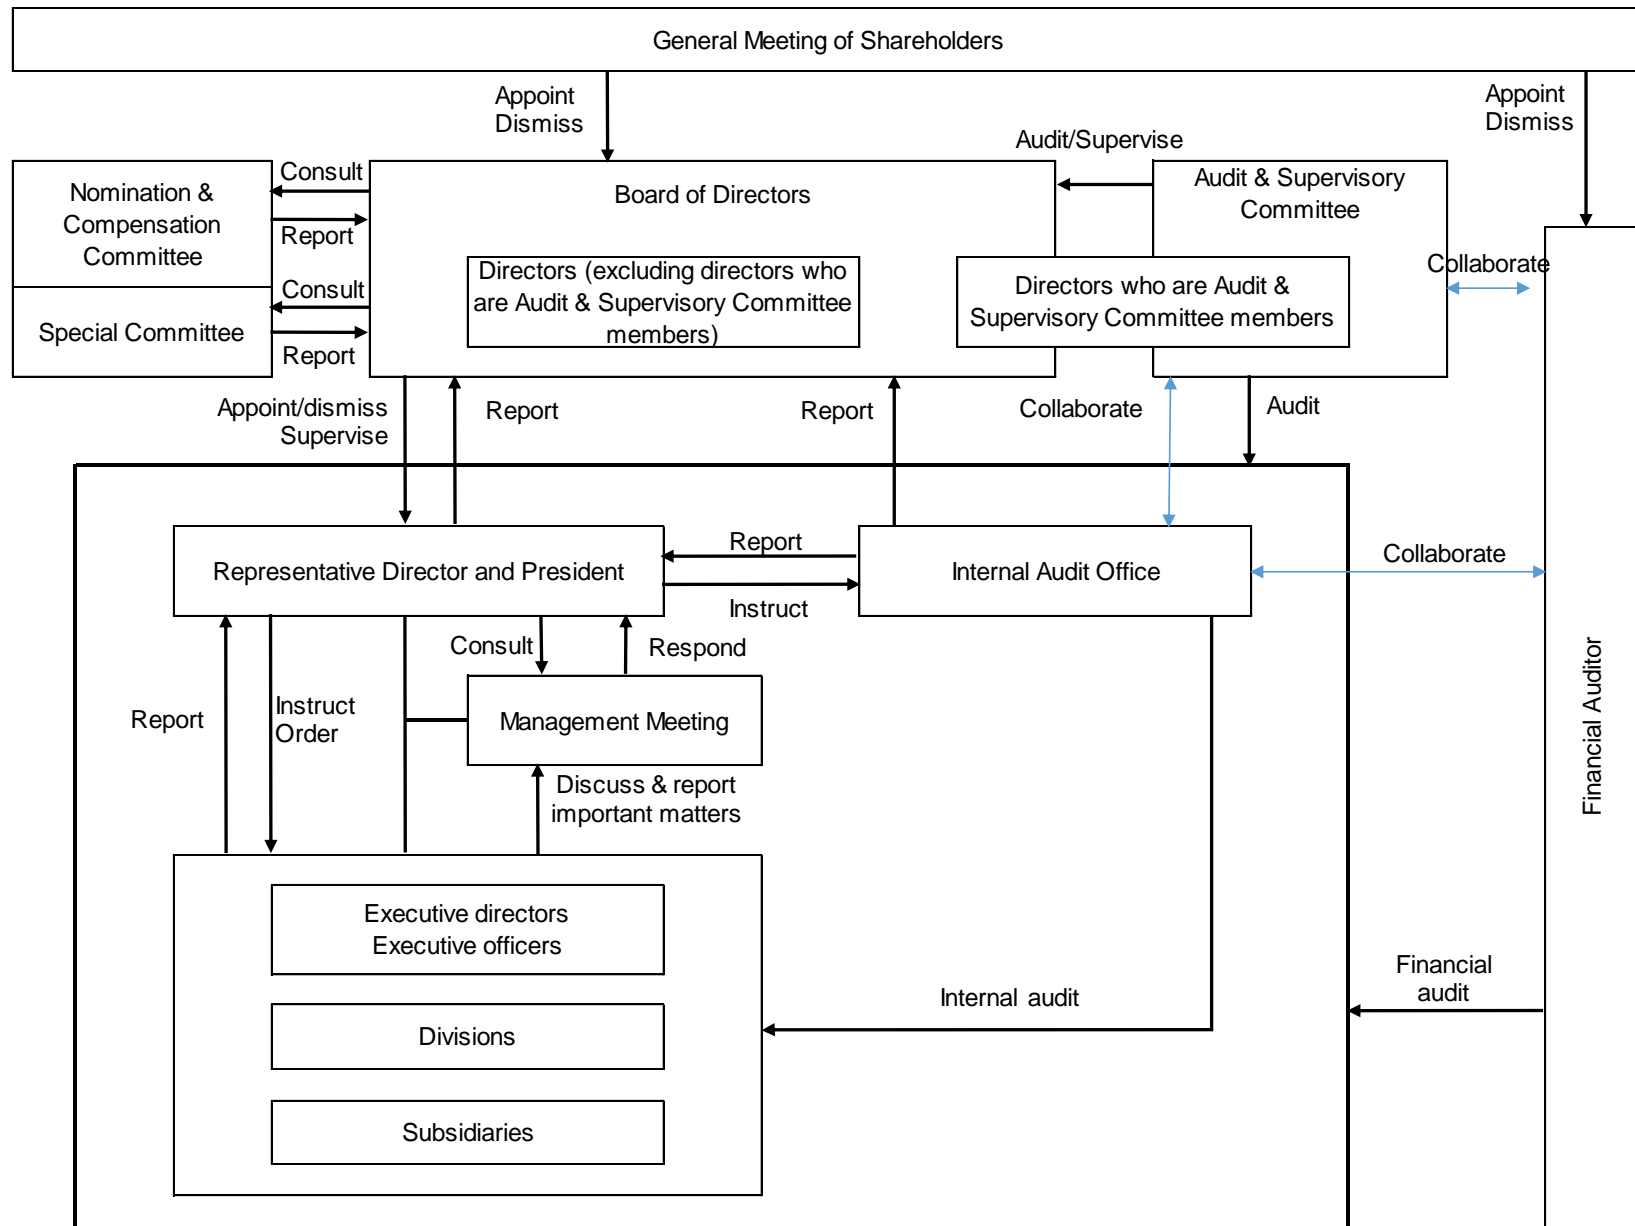 General Meeting of Shareholders
Appoint
Dismiss
Appoint
Dismiss
Audit/Supervise
Nomination &
Compensation
Committee
Consult
Report
Board of Directors
Audit & Supervisory
Committee
Special Committee
Consult
Report
Directors (excluding directors who
are Audit & Supervisory Committee
members)
Directors who are Audit &
Supervisory Committee members
Collaborate
Appoint/dismiss
Supervise
Report
Report
Collaborate
Audit
Representative Director and President
Report
Instruct
Internal Audit Office
Collaborate
Consult
Respond
Report
Instruct
Order
Management Meeting
Discuss & report
important matters
Financial Auditor
Executive directors
Executive officers
Divisions
Subsidiaries
Internal audit
Financial
audit